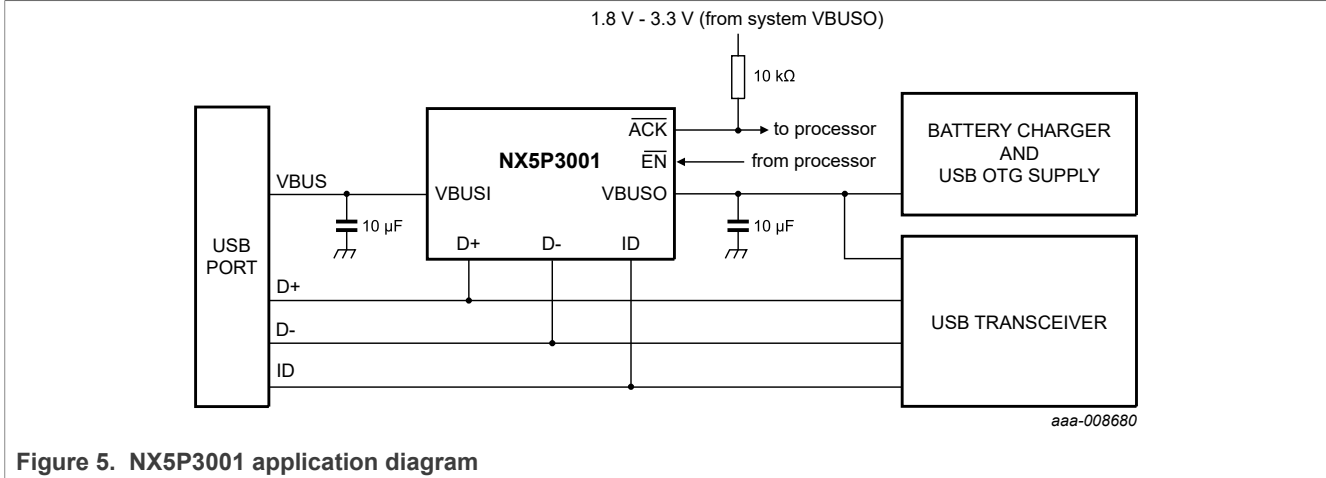 1.8 V - 3.3 V (from system VBUSO)
10 kΩ
ACK
to processor
NX5P3001
EN
from processor
BATTERY CHARGER
AND
USB OTG SUPPLY
VBUS
VBUSI
VBUSO
10 µF
10 µF
USB
PORT
D+
D-
ID
D+
D-
ID
USB TRANSCEIVER
aaa-008680
Figure 5. NX5P3001 application diagram